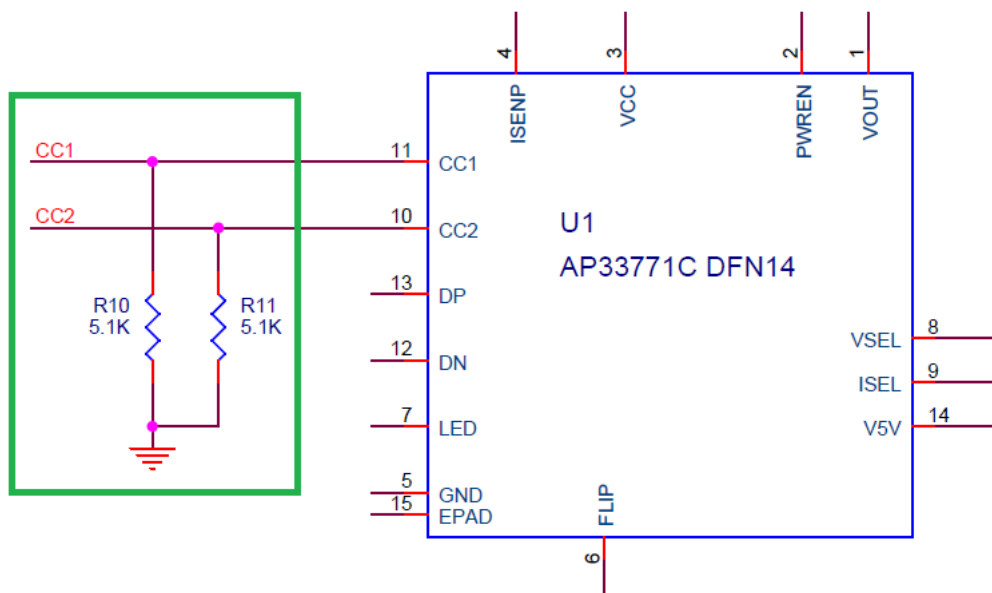 4
3
2
1
ISENP
VCC
PWREN
VOUT
CC1
11
CC1
CC2
10
CC2
U1
AP33771C DFN14
13
DP
R10
5.1K
R11
5.1K
12
DN
VSEL
8
ISEL
9
7
LED
V5V
14
5
GND
15
EPAD
FLIP
6